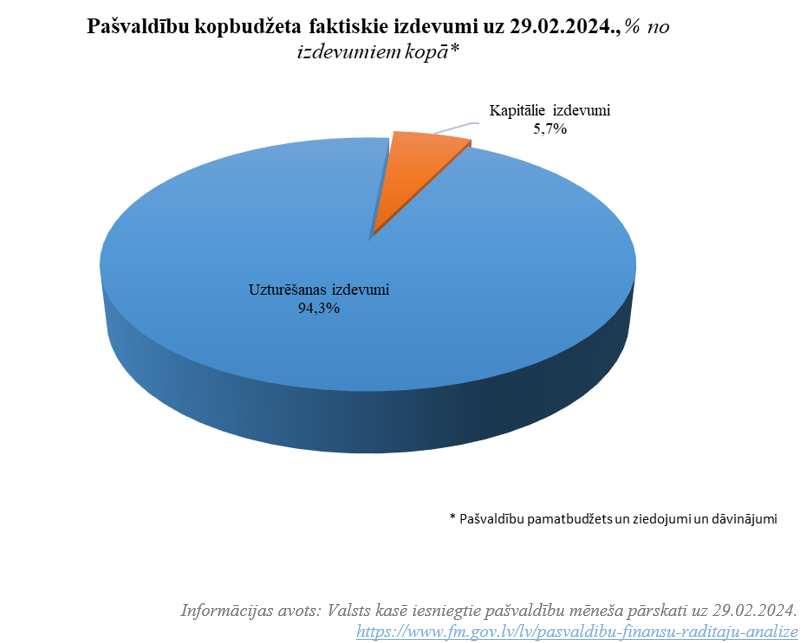 Pašvaldību kopbudžeta faktiskie izdevumi uz 29.02.2024., % no
izdevumiem kopā*
Kapitālie izdevumi
5,7%
Uzturēšanas izdevumi
94,3%
* Pašvaldību pamatbudžets un ziedojumi un dāvinājumi
Informācijas avots: Valsts kasē iesniegtie pašvaldību mēneša pārskati uz 29.02.2024.
https://www.fm.gov.lv/lv/pasvaldibu-finansu-raditaju-analize